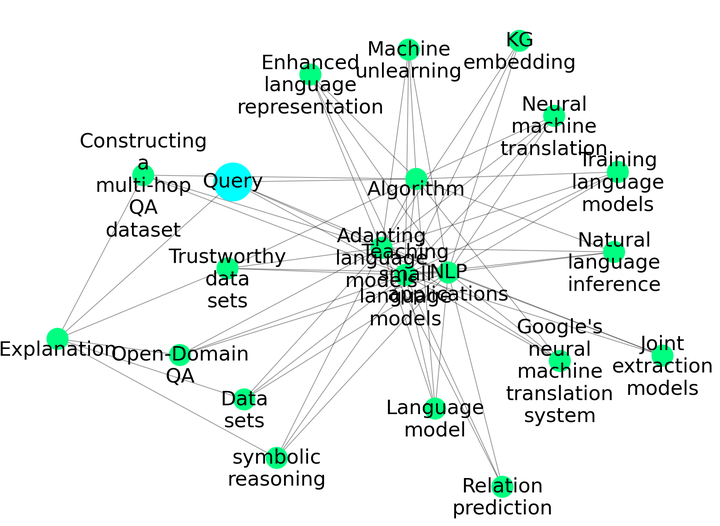 KG
embedding
Machine
unlearning
Enhanced
language
representation
Neural
machine
translation
Constructing
a
multi-hop
QA
dataset
Query
Algorithm
Training
language
models
Adapting
language
models
Teaching
small
language
models
NLP
applications
Natural
language
inference
Trustworthy
data
sets
Explanation
Open-Domain
QA
Google's
neural
machine
translation
system
Joint
extraction
models
Data
sets
Language
model
symbolic
reasoning
Relation
prediction